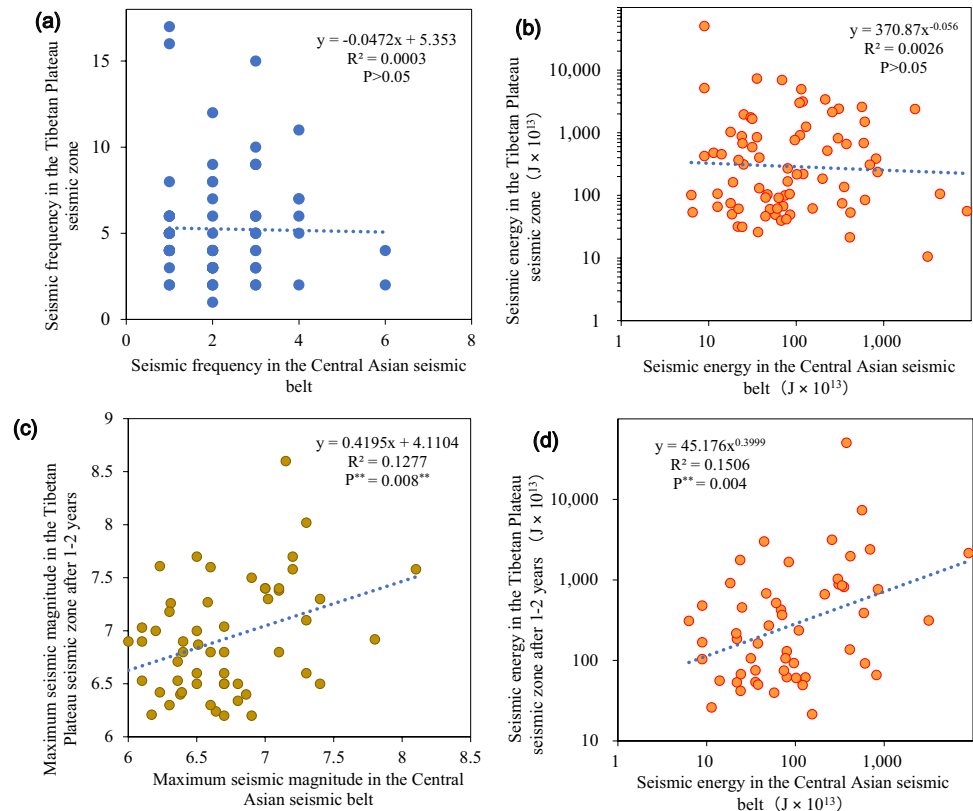 (a)
Seismic frequency in the Tibetan Plateau
seismic zone
15
10
5
0
0
2
4
6
8
y = -0.0472x + 5.353
R² = 0.0003
P>0.05
Seismic frequency in the Central Asian seismic
belt
(b)
Seismic energy in the Tibetan Plateau
seismic zone（J × 10¹³)
10,000
1,000
100
10
1
1
10
100
1,000
y = 370.87x⁻⁰·⁰⁵⁶
R² = 0.0026
P>0.05
Seismic energy in the Central Asian seismic
belt（J × 10¹³）
(c)
Maximum seismic magnitude in the Tibetan
Plateau seismic zone after 1-2 years
9
8.5
8
7.5
7
6.5
6
6
6.5
7
7.5
8
y = 0.4195x + 4.1104
R² = 0.1277
P** = 0.008**
Maximum seismic magnitude in the Central
Asian seismic belt
(d)
Seismic energy in the Tibetan Plateau
seismic zone after 1-2 years（J × 10¹³)
10,000
1,000
100
10
1
10
100
1,000
y = 45.176x⁰·³⁹⁹⁹
R² = 0.1506
P** = 0.004
Seismic energy in the Central Asian seismic
belt（J × 10¹³）